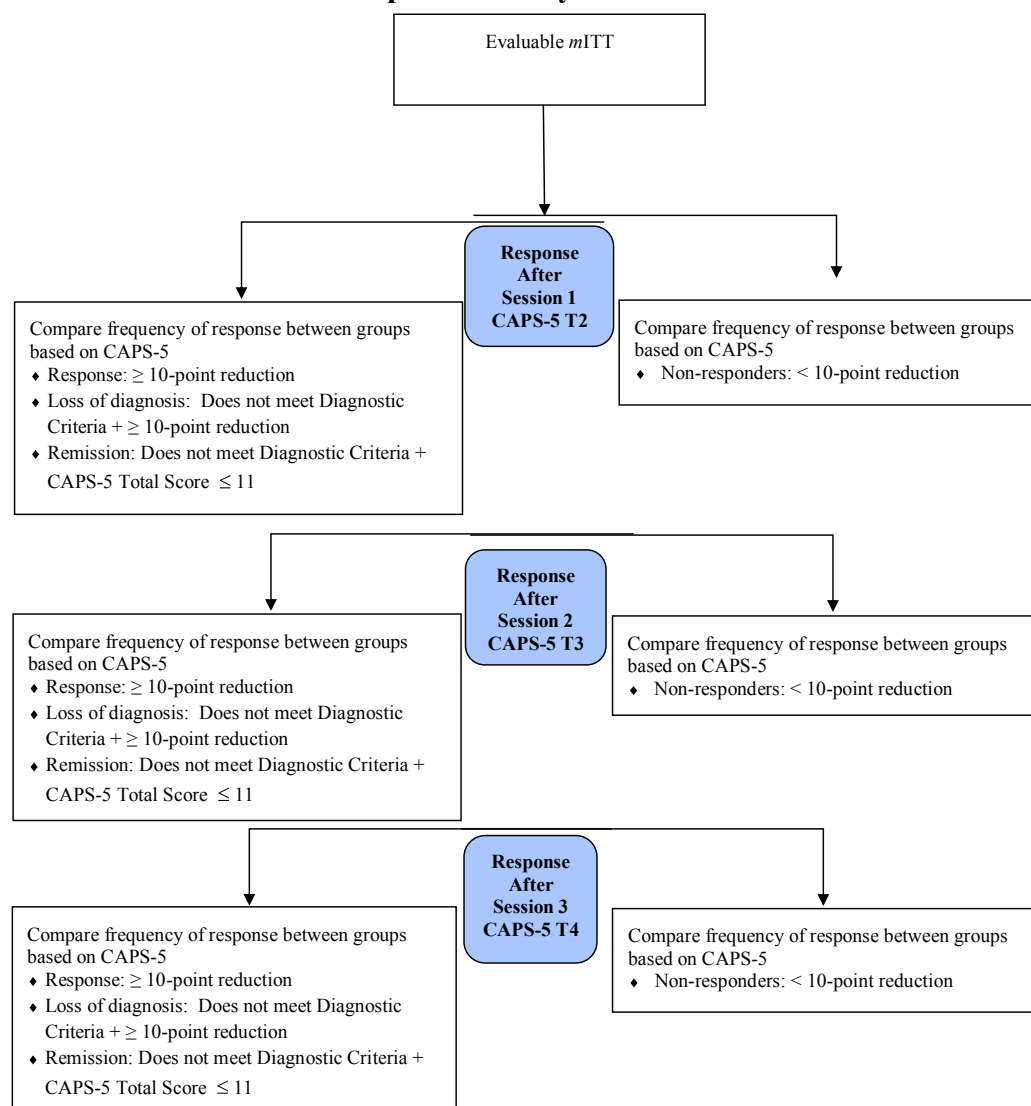 Evaluable mITT
Response
After
Session 1
CAPS-5 T2
Compare frequency of response between groups
based on CAPS-5
♦ Response: ≥ 10-point reduction
♦ Loss of diagnosis: Does not meet Diagnostic
Criteria + ≥ 10-point reduction
♦ Remission: Does not meet Diagnostic Criteria +
CAPS-5 Total Score ≤ 11
Compare frequency of response between groups
based on CAPS-5
♦ Non-responders: < 10-point reduction
Response
After
Session 2
CAPS-5 T3
Compare frequency of response between groups
based on CAPS-5
♦ Response: ≥ 10-point reduction
♦ Loss of diagnosis: Does not meet Diagnostic
Criteria + ≥ 10-point reduction
♦ Remission: Does not meet Diagnostic Criteria +
CAPS-5 Total Score ≤ 11
Compare frequency of response between groups
based on CAPS-5
♦ Non-responders: < 10-point reduction
Response
After
Session 3
CAPS-5 T4
Compare frequency of response between groups
based on CAPS-5
♦ Response: ≥ 10-point reduction
♦ Loss of diagnosis: Does not meet Diagnostic
Criteria + ≥ 10-point reduction
♦ Remission: Does not meet Diagnostic Criteria +
CAPS-5 Total Score ≤ 11
Compare frequency of response between groups
based on CAPS-5
♦ Non-responders: < 10-point reduction